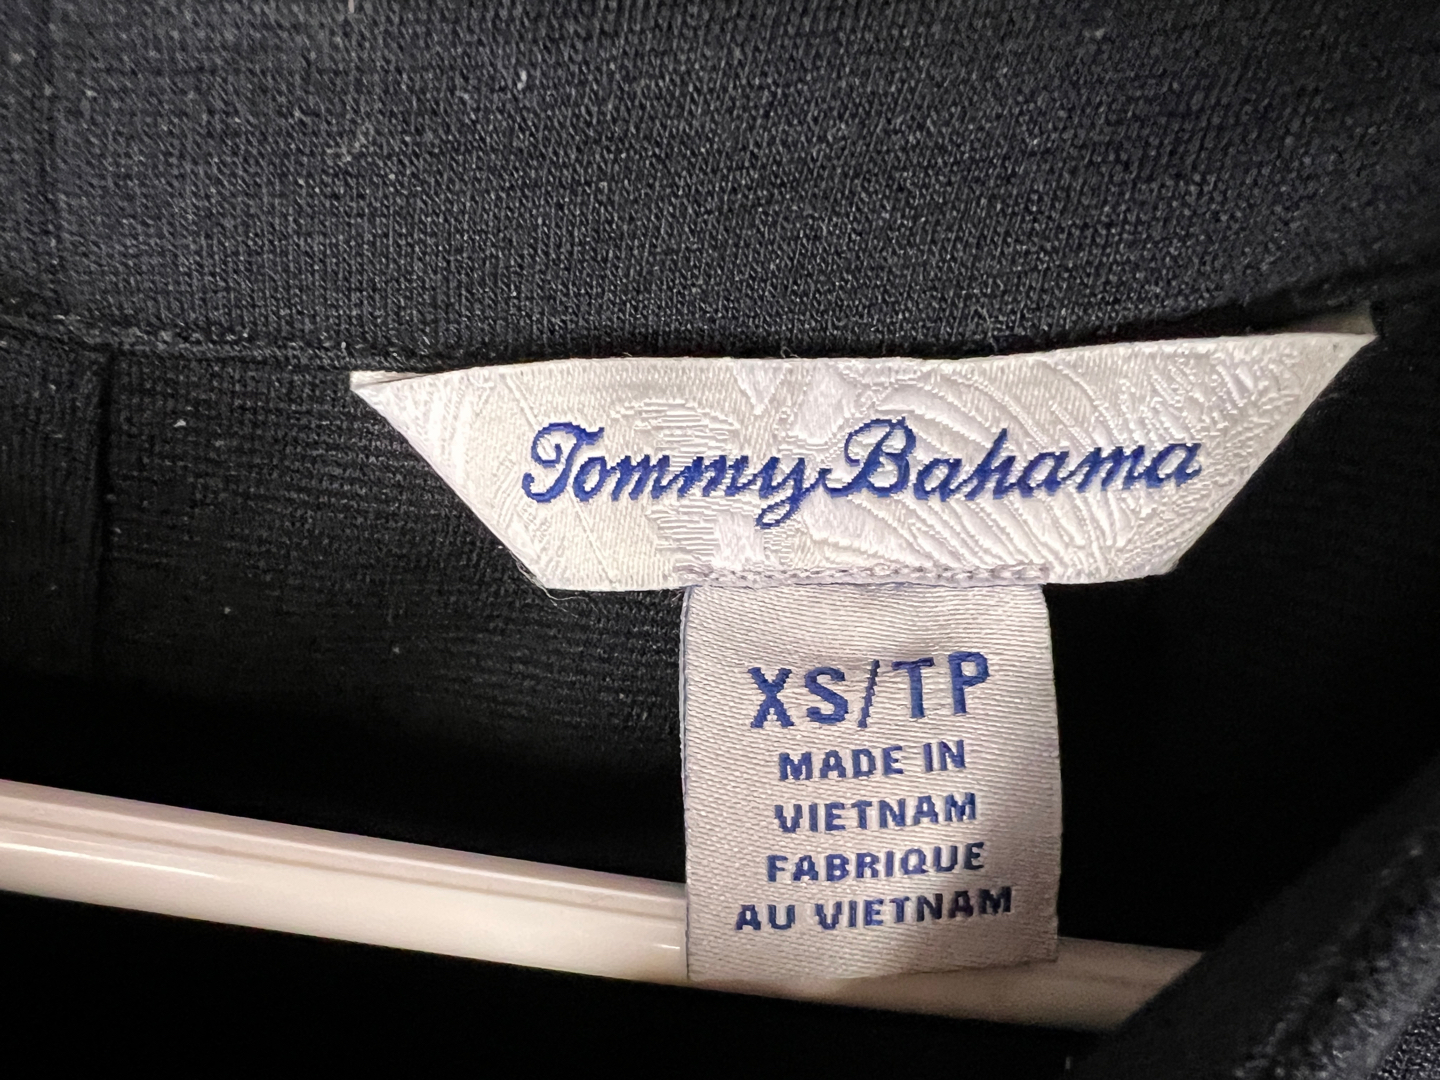 Tommy Bahama
XS/TP
MADE IN
VIETNAM
FABRIQUE
AU VIETNAM